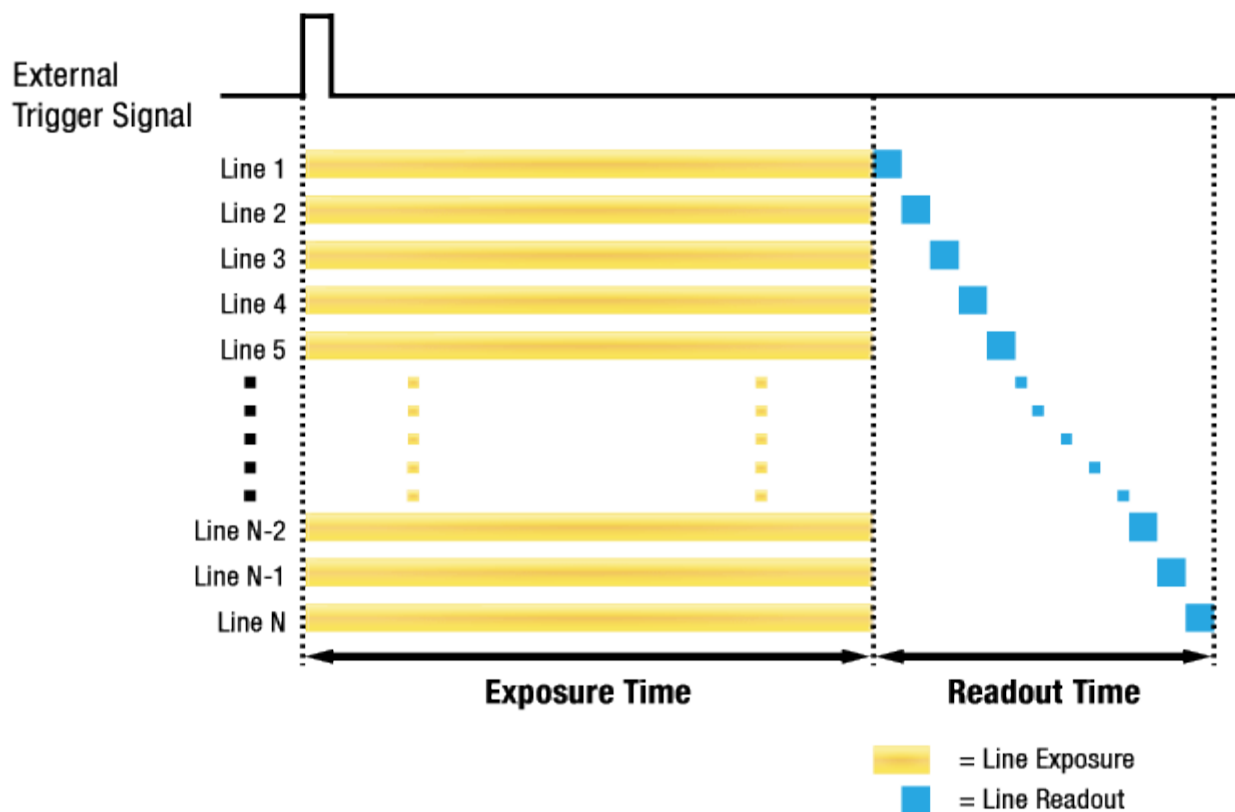 External
Trigger Signal
Line 1
Line 2
Line 3
Line 4
Line 5
Line N-2
Line N-1
Line N
Exposure Time
Readout Time
= Line Exposure
= Line Readout